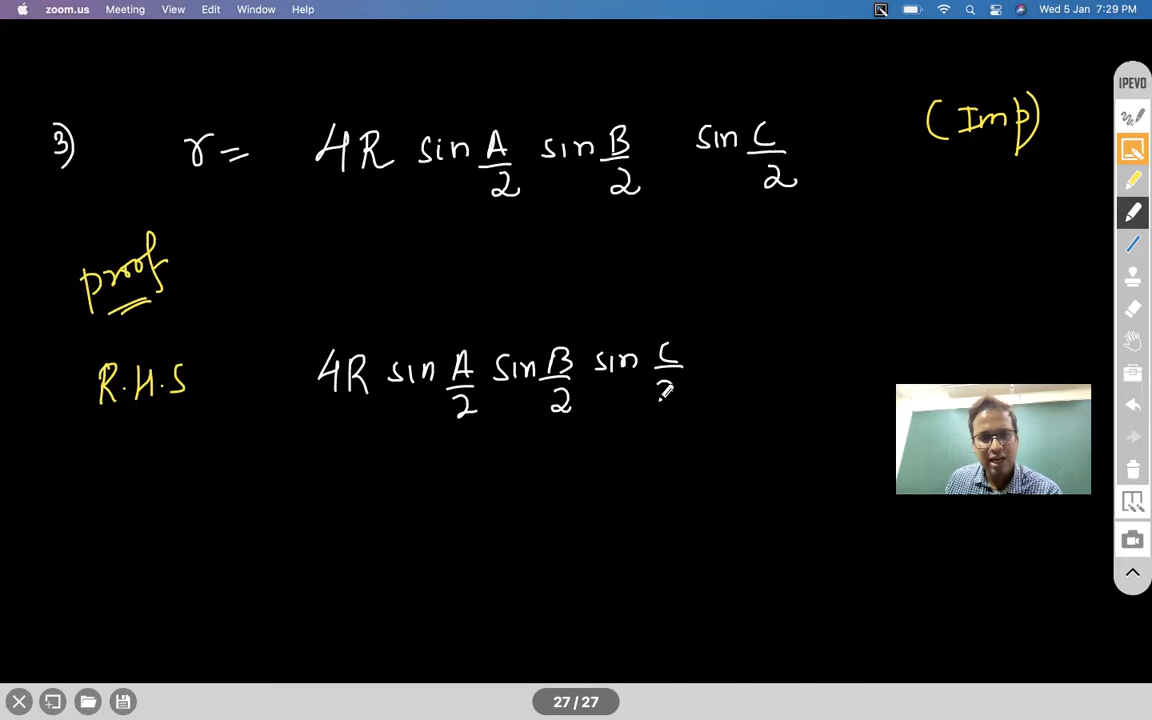 zoom.us Meeting View Edit Window Help Wed 5 Jan 7:29 PM
IPEVO
(Imp)
3) r = 4R sin A/2 sin B/2 sin C/2
proof
R.H.S 4R sin A/2 sin B/2 sin C/2
27 / 27